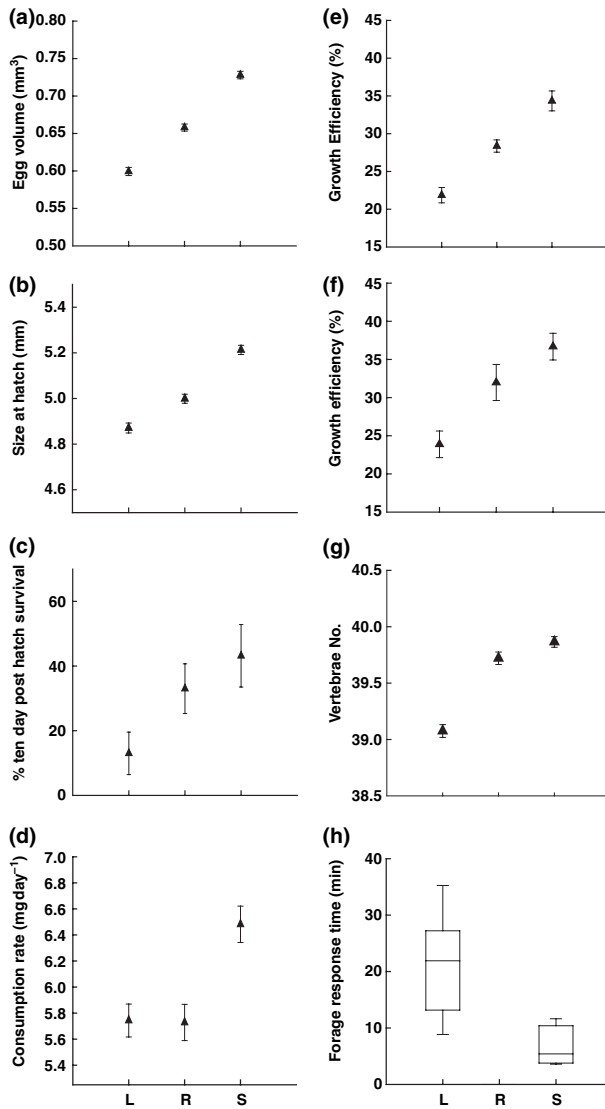 (a)
0.80
0.75
0.70
0.65
0.60
0.55
0.50
Egg volume (mm³)
(b)
5.4
5.2
5.0
4.8
4.6
Size at hatch (mm)
(c)
60
40
20
0
% ten day post hatch survival
(d)
7.0
6.8
6.6
6.4
6.2
6.0
5.8
5.6
5.4
Consumption rate (mg day⁻¹)
L R S
(e)
45
40
35
30
25
20
15
Growth Efficiency (%)
(f)
45
40
35
30
25
20
15
Growth efficiency (%)
(g)
40.5
40.0
39.5
39.0
38.5
Vertebrae No.
(h)
40
30
20
10
0
Forage response time (min)
L R S